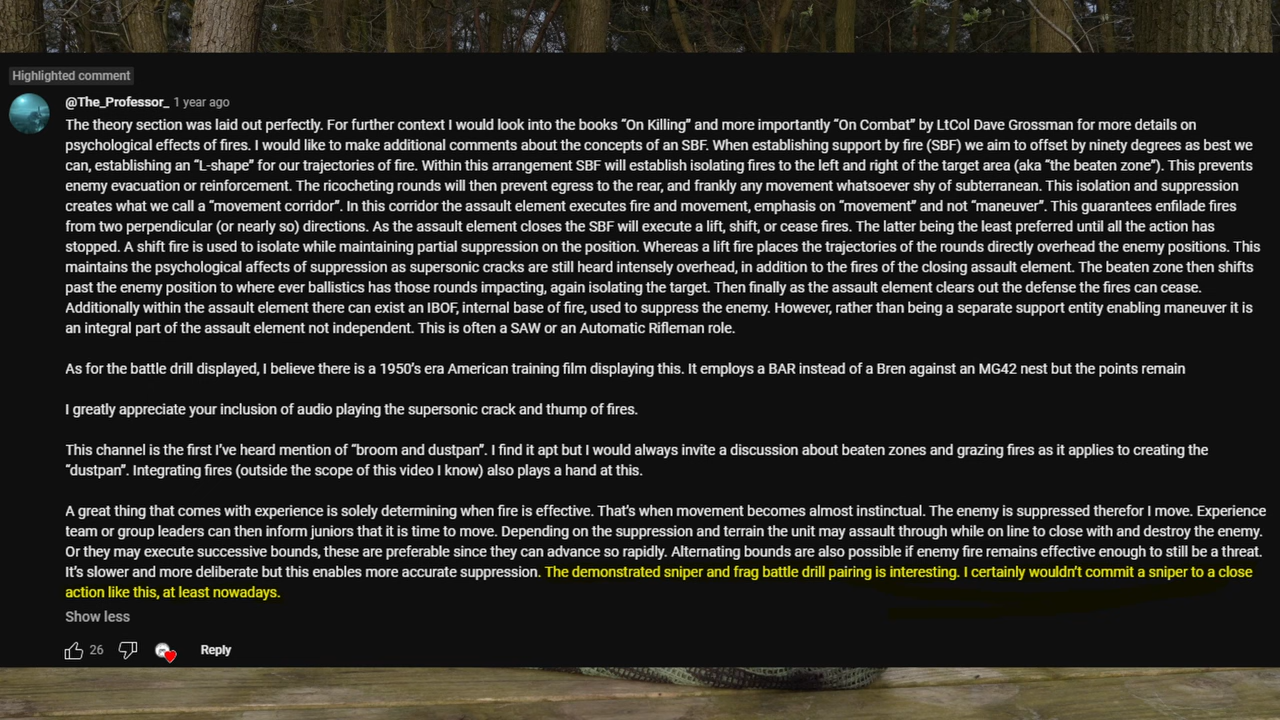 Highlighted comment
@The_Professor_ 1 year ago
The theory section was laid out perfectly. For further context I would look into the books “On Killing” and more importantly “On Combat” by LtCol Dave Grossman for more details on
psychological effects of fires. I would like to make additional comments about the concepts of an SBF. When establishing support by fire (SBF) we aim to offset by ninety degrees as best we
can, establishing an “L-shape” for our trajectories of fire. Within this arrangement SBF will establish isolating fires to the left and right of the target area (aka “the beaten zone”). This prevents
enemy evacuation or reinforcement. The ricocheting rounds will then prevent egress to the rear, and frankly any movement whatsoever shy of subterranean. This isolation and suppression
creates what we call a “movement corridor”. In this corridor the assault element executes fire and movement, emphasis on “movement” and not “maneuver”. This guarantees enfilade fires
from two perpendicular (or nearly so) directions. As the assault element closes the SBF will execute a lift, shift, or cease fires. The latter being the least preferred until all the action has
stopped. A shift fire is used to isolate while maintaining partial suppression on the position. Whereas a lift fire places the trajectories of the rounds directly overhead the enemy positions. This
maintains the psychological affects of suppression as supersonic cracks are still heard intensely overhead, in addition to the fires of the closing assault element. The beaten zone then shifts
past the enemy position to where ever ballistics has those rounds impacting, again isolating the target. Then finally as the assault element clears out the defense the fires can cease.
Additionally within the assault element there can exist an IBOF, internal base of fire, used to suppress the enemy. However, rather than being a separate support entity enabling maneuver it is
an integral part of the assault element not independent. This is often a SAW or an Automatic Rifleman role.
As for the battle drill displayed, I believe there is a 1950’s era American training film displaying this. It employs a BAR instead of a Bren against an MG42 nest but the points remain
I greatly appreciate your inclusion of audio playing the supersonic crack and thump of fires.
This channel is the first I’ve heard mention of “broom and dustpan”. I find it apt but I would always invite a discussion about beaten zones and grazing fires as it applies to creating the
“dustpan”. Integrating fires (outside the scope of this video I know) also plays a hand at this.
A great thing that comes with experience is solely determining when fire is effective. That’s when movement becomes almost instinctual. The enemy is suppressed therefor I move. Experience
team or group leaders can then inform juniors that it is time to move. Depending on the suppression and terrain the unit may assault through while on line to close with and destroy the enemy.
Or they may execute successive bounds, these are preferable since they can advance so rapidly. Alternating bounds are also possible if enemy fire remains effective enough to still be a threat.
It’s slower and more deliberate but this enables more accurate suppression. The demonstrated sniper and frag battle drill pairing is interesting. I certainly wouldn’t commit a sniper to a close
action like this, at least nowadays.
Show less
26 Reply